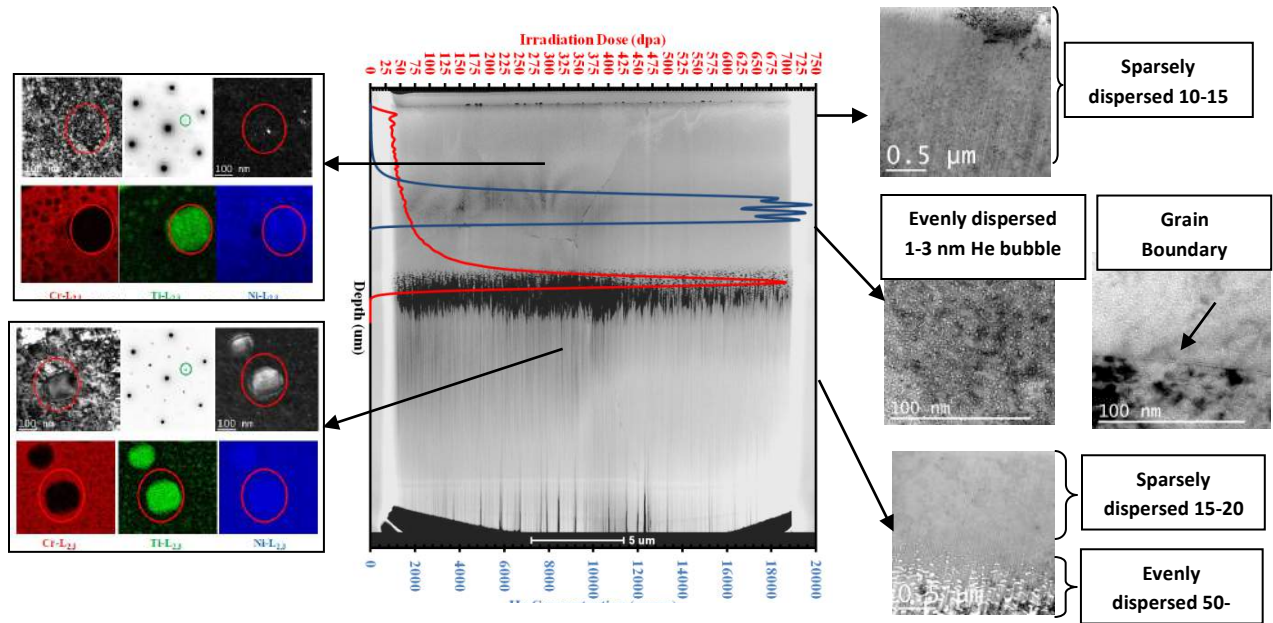 Irradiation Dose (dpa)
0 25 50 75 100 125 150 175 200 225 250 275 300 325 350 375 400 425 450 475 500 525 550 575 600 625 650 675 700 725 750
100 nm
100 nm
Cr-L2,3
Ti-L2,3
Ni-L2,3
100 nm
100 nm
Cr-L2,3
Ti-L2,3
Ni-L2,3
Depth (um)
5 um
0 2000 4000 6000 8000 10000 12000 14000 16000 18000 20000
0.5 μm
Sparsely
dispersed 10-15
Evenly dispersed
1-3 nm He bubble
Grain
Boundary
100 nm
100 nm
0.5 μm
Sparsely
dispersed 15-20
Evenly
dispersed 50-